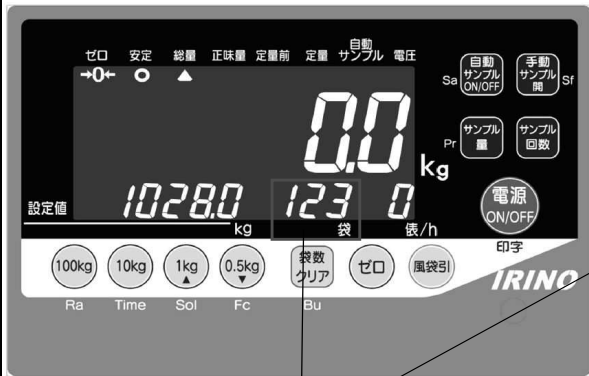 ゼロ 安定 総量 正味量 定量前 定量 自動サンプル 電圧
→0←
0.0 kg
設定値 1028.0 kg 123 袋 0 俵/h
Sa 自動サンプルON/OFF 手動サンプル開 Sf
Pr サンプル量 サンプル回数
電源ON/OFF
印字
100kg 10kg 1kg▲ 0.5kg▼ 袋数クリア ゼロ 風袋引
IRINO
Ra Time Sol Fc Bu